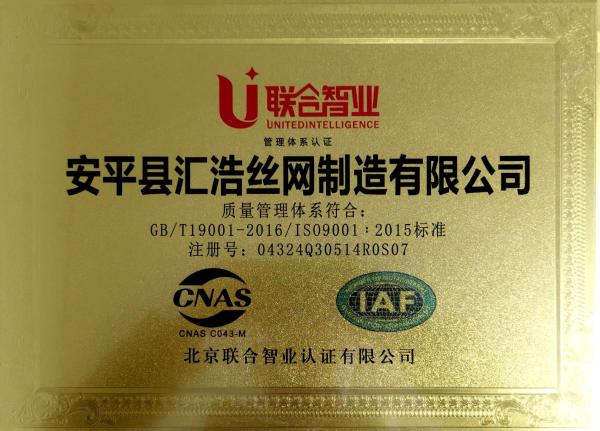 联合智业
UNITEDINTELLIGENCE
管理体系认证
安平县汇浩丝网制造有限公司
质量管理体系符合:
GB/T19001-2016/ISO9001:2015标准
注册号: 04324Q30514R0S07
CNAS IAF
CNAS C043-M
北京联合智业认证有限公司